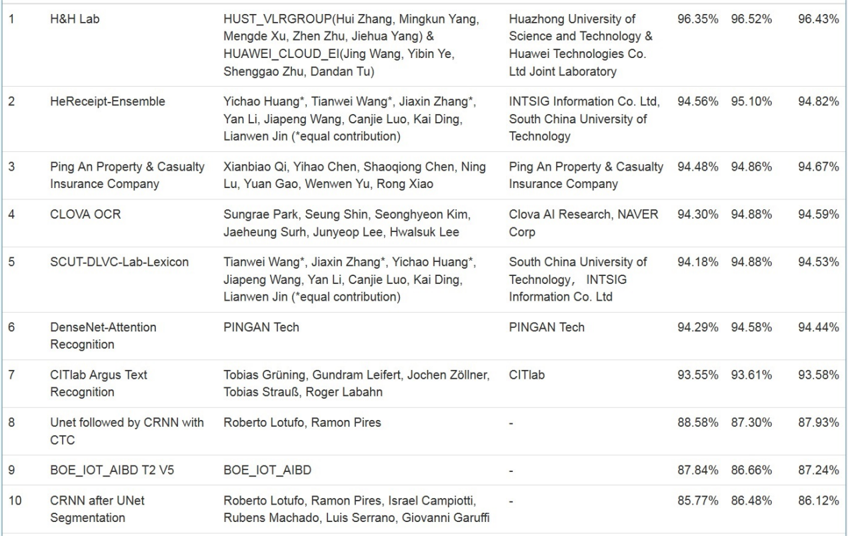 1 H&H Lab HUST_VLRGROUP(Hui Zhang, Mingkun Yang, Huazhong University of 96.35% 96.52% 96.43%
Mengde Xu, Zhen Zhu, Jiehua Yang) & Science and Technology &
HUAWEI_CLOUD_EI(Jing Wang, Yibin Ye, Huawei Technologies Co.
Shenggao Zhu, Dandan Tu) Ltd Joint Laboratory
2 HeReceipt-Ensemble Yichao Huang*, Tianwei Wang*, Jiaxin Zhang*, INTSIG Information Co. Ltd, 94.56% 95.10% 94.82%
Yan Li, Jiapeng Wang, Canjie Luo, Kai Ding, South China University of
Lianwen Jin (*equal contribution) Technology
3 Ping An Property & Casualty Xianbiao Qi, Yihao Chen, Shaoqiong Chen, Ning Ping An Property & Casualty 94.48% 94.86% 94.67%
Insurance Company Lu, Yuan Gao, Wenwen Yu, Rong Xiao Insurance Company
4 CLOVA OCR Sungrae Park, Seung Shin, Seonghyeon Kim, Clova AI Research, NAVER 94.30% 94.88% 94.59%
Jaeheung Surh, Junyeop Lee, Hwalsuk Lee Corp
5 SCUT-DLVC-Lab-Lexicon Tianwei Wang*, Jiaxin Zhang*, Yichao Huang*, South China University of 94.18% 94.88% 94.53%
Jiapeng Wang, Yan Li, Canjie Luo, Kai Ding, Technology， INTSIG
Lianwen Jin (*equal contribution) Information Co. Ltd
6 DenseNet-Attention PINGAN Tech PINGAN Tech 94.29% 94.58% 94.44%
Recognition
7 CITlab Argus Text Tobias Grüning, Gundram Leifert, Jochen Zöllner, CITlab 93.55% 93.61% 93.58%
Recognition Tobias Strauß, Roger Labahn
8 Unet followed by CRNN with Roberto Lotufo, Ramon Pires - 88.58% 87.30% 87.93%
CTC
9 BOE_IOT_AIBD T2 V5 BOE_IOT_AIBD - 87.84% 86.66% 87.24%
10 CRNN after UNet Roberto Lotufo, Ramon Pires, Israel Campiotti, - 85.77% 86.48% 86.12%
Segmentation Rubens Machado, Luis Serrano, Giovanni Garuffi